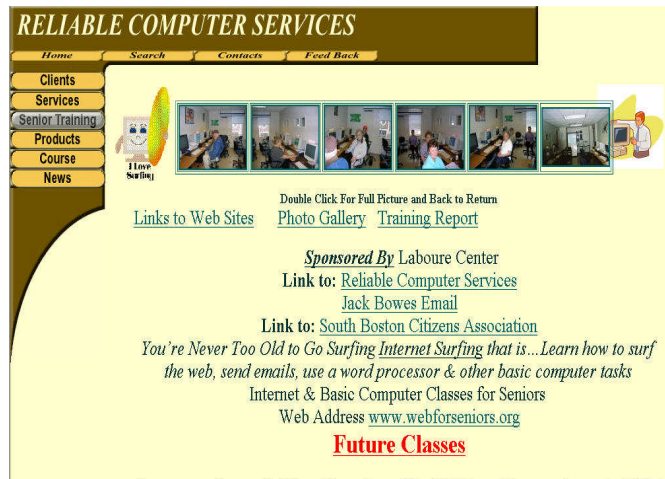 RELIABLE COMPUTER SERVICES
Home Search Contacts Feed Back
Clients
Services
Senior Training
Products
Course
News
I Love
Surfing
Double Click For Full Picture and Back to Return
Links to Web Sites Photo Gallery Training Report
Sponsored By Laboure Center
Link to: Reliable Computer Services
Jack Bowes Email
Link to: South Boston Citizens Association
You're Never Too Old to Go Surfing Internet Surfing that is…Learn how to surf
the web, send emails, use a word processor & other basic computer tasks
Internet & Basic Computer Classes for Seniors
Web Address www.webforseniors.org
Future Classes